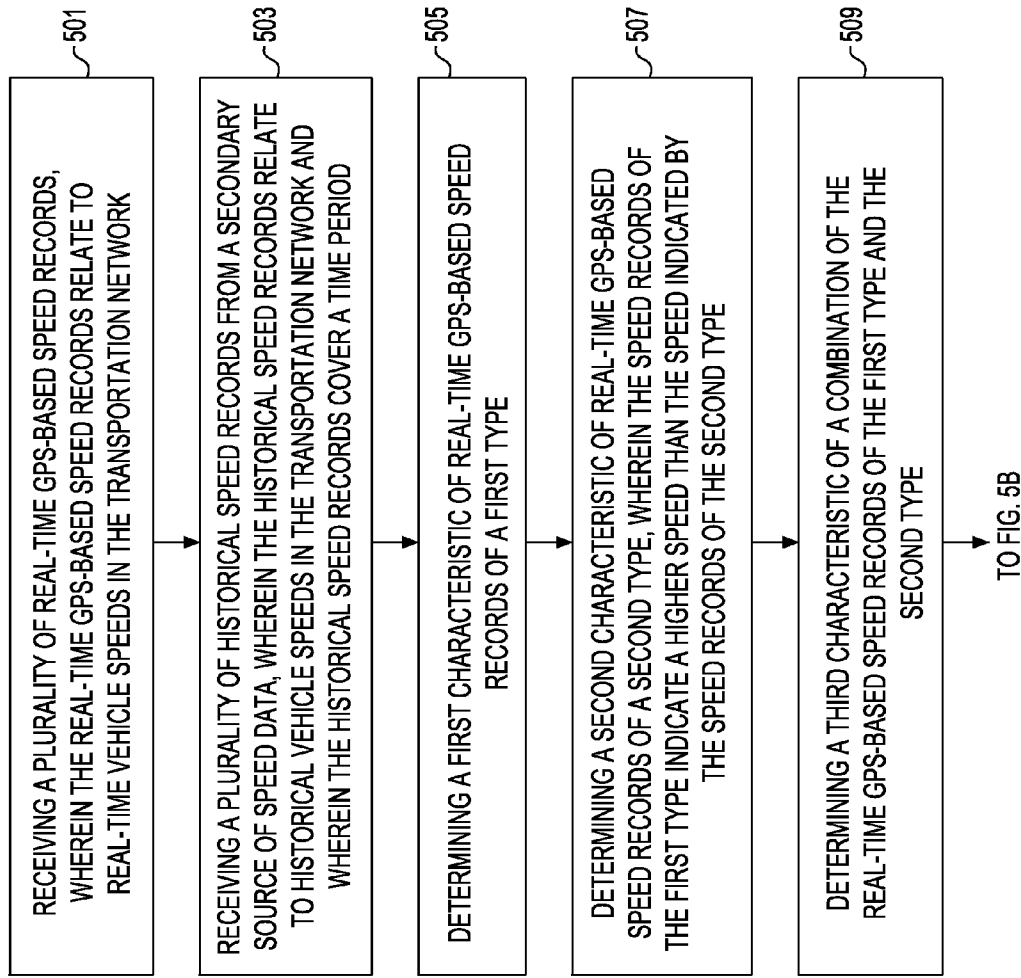 RECEIVING A PLURALITY OF REAL-TIME GPS-BASED SPEED RECORDS,
WHEREIN THE REAL-TIME GPS-BASED SPEED RECORDS RELATE TO
REAL-TIME VEHICLE SPEEDS IN THE TRANSPORTATION NETWORK
501
RECEIVING A PLURALITY OF HISTORICAL SPEED RECORDS FROM A SECONDARY
SOURCE OF SPEED DATA, WHEREIN THE HISTORICAL SPEED RECORDS RELATE
TO HISTORICAL VEHICLE SPEEDS IN THE TRANSPORTATION NETWORK AND
WHEREIN THE HISTORICAL SPEED RECORDS COVER A TIME PERIOD
503
DETERMINING A FIRST CHARACTERISTIC OF REAL-TIME GPS-BASED SPEED
RECORDS OF A FIRST TYPE
505
DETERMINING A SECOND CHARACTERISTIC OF REAL-TIME GPS-BASED
SPEED RECORDS OF A SECOND TYPE, WHEREIN THE SPEED RECORDS OF
THE FIRST TYPE INDICATE A HIGHER SPEED THAN THE SPEED INDICATED BY
THE SPEED RECORDS OF THE SECOND TYPE
507
DETERMINING A THIRD CHARACTERISTIC OF A COMBINATION OF THE
REAL-TIME GPS-BASED SPEED RECORDS OF THE FIRST TYPE AND THE
SECOND TYPE
509
TO FIG. 5B